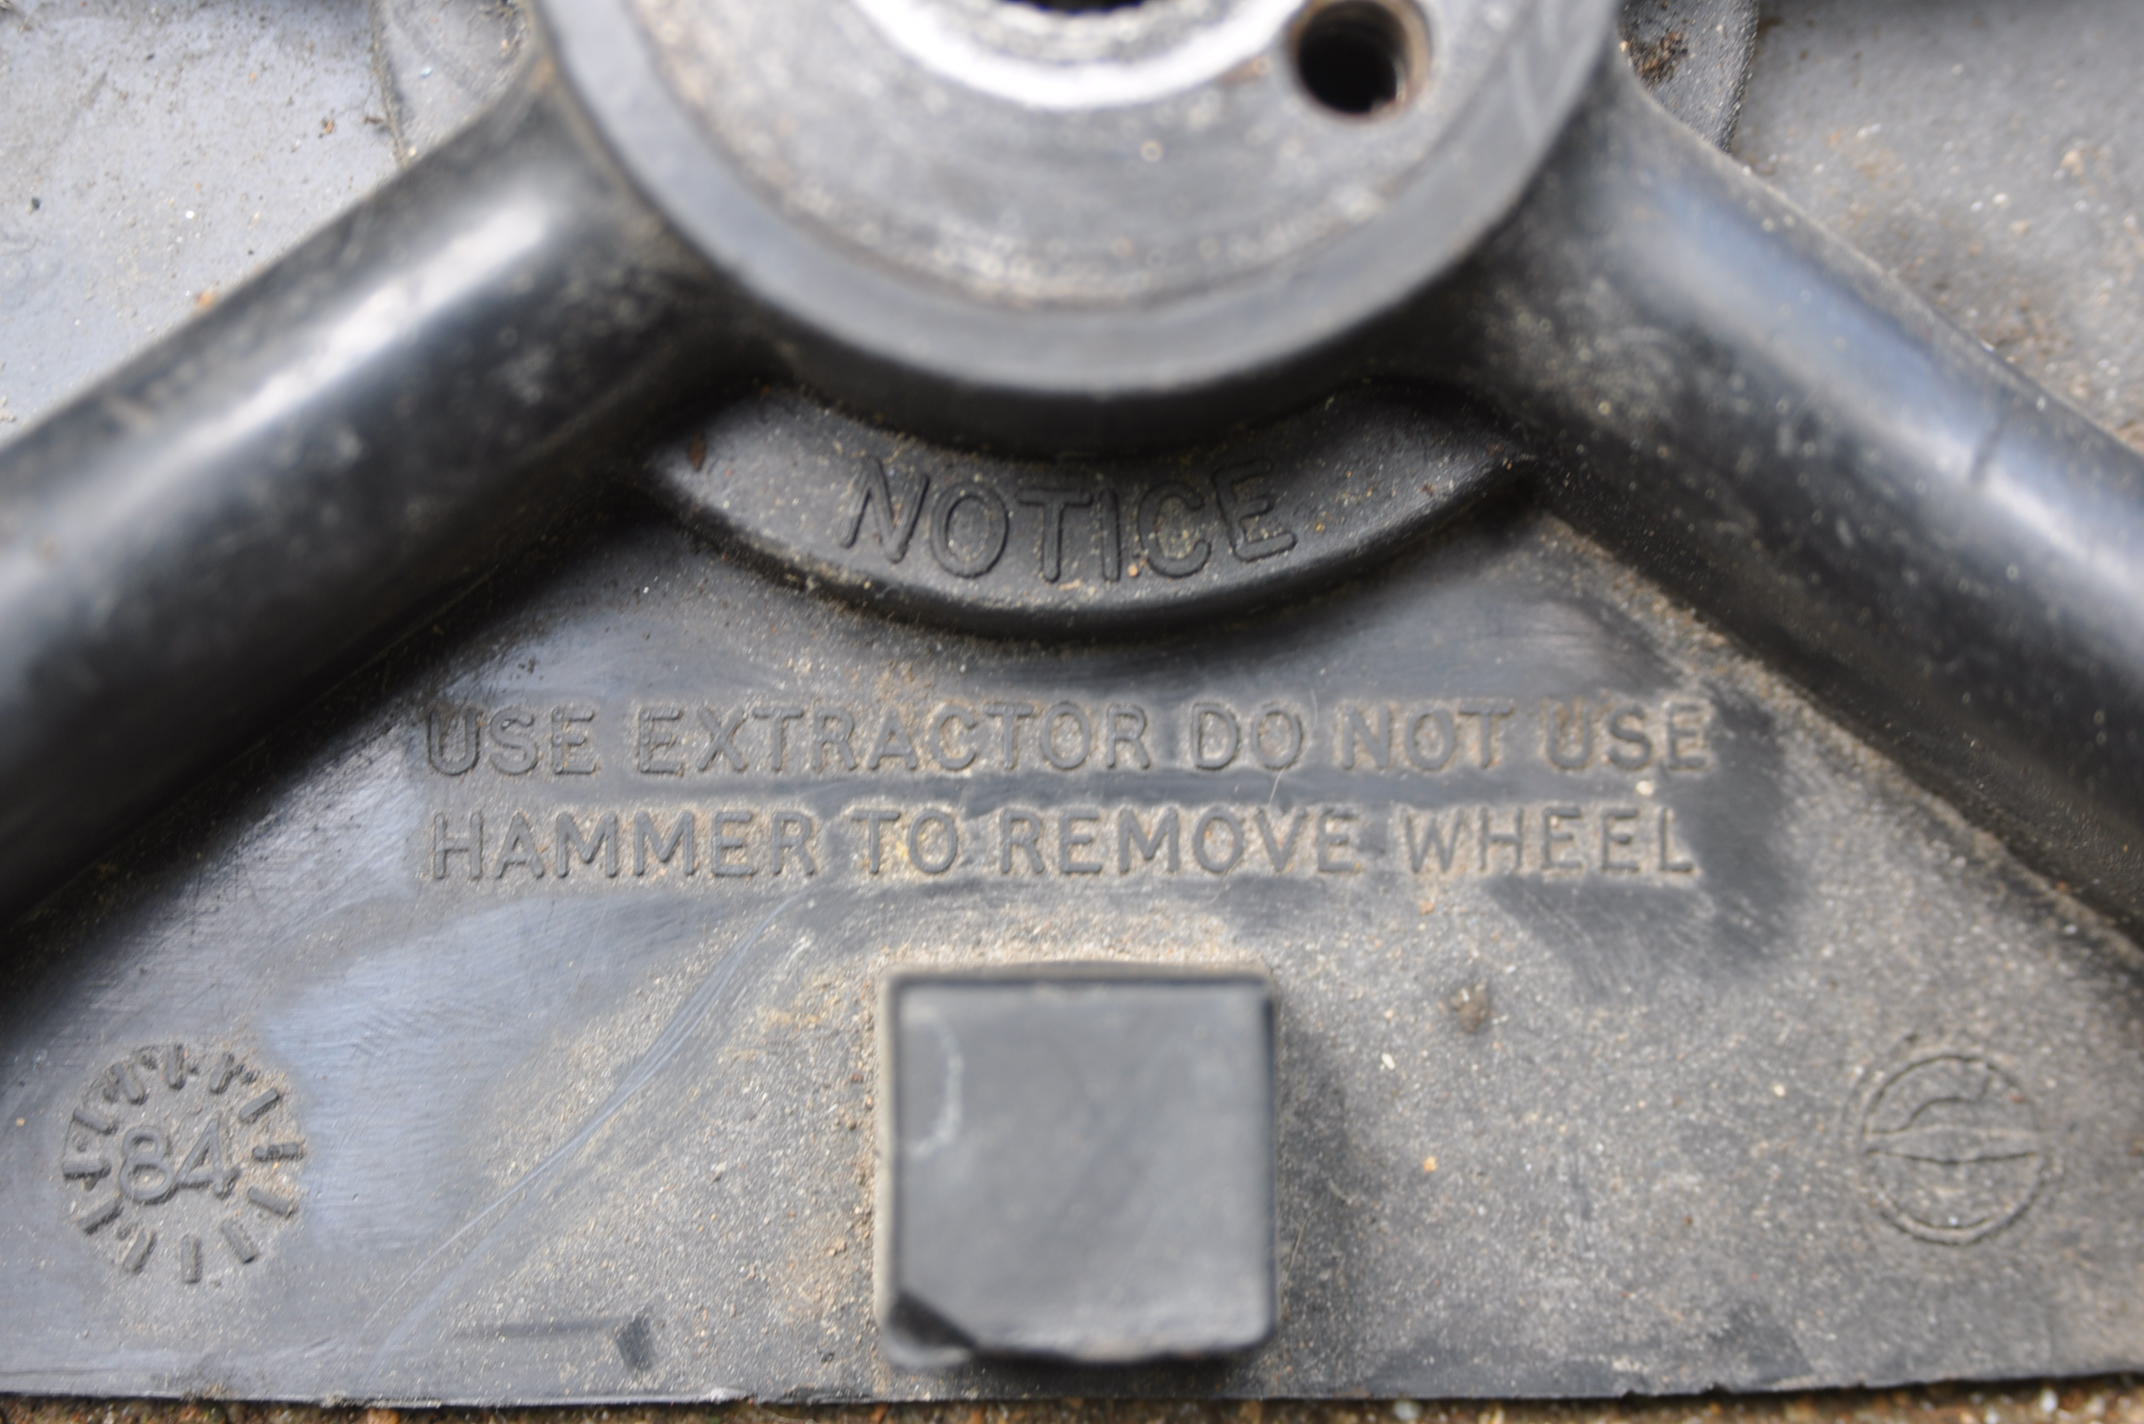 NOTICE
USE EXTRACTOR DO NOT USE
HAMMER TO REMOVE WHEEL
84